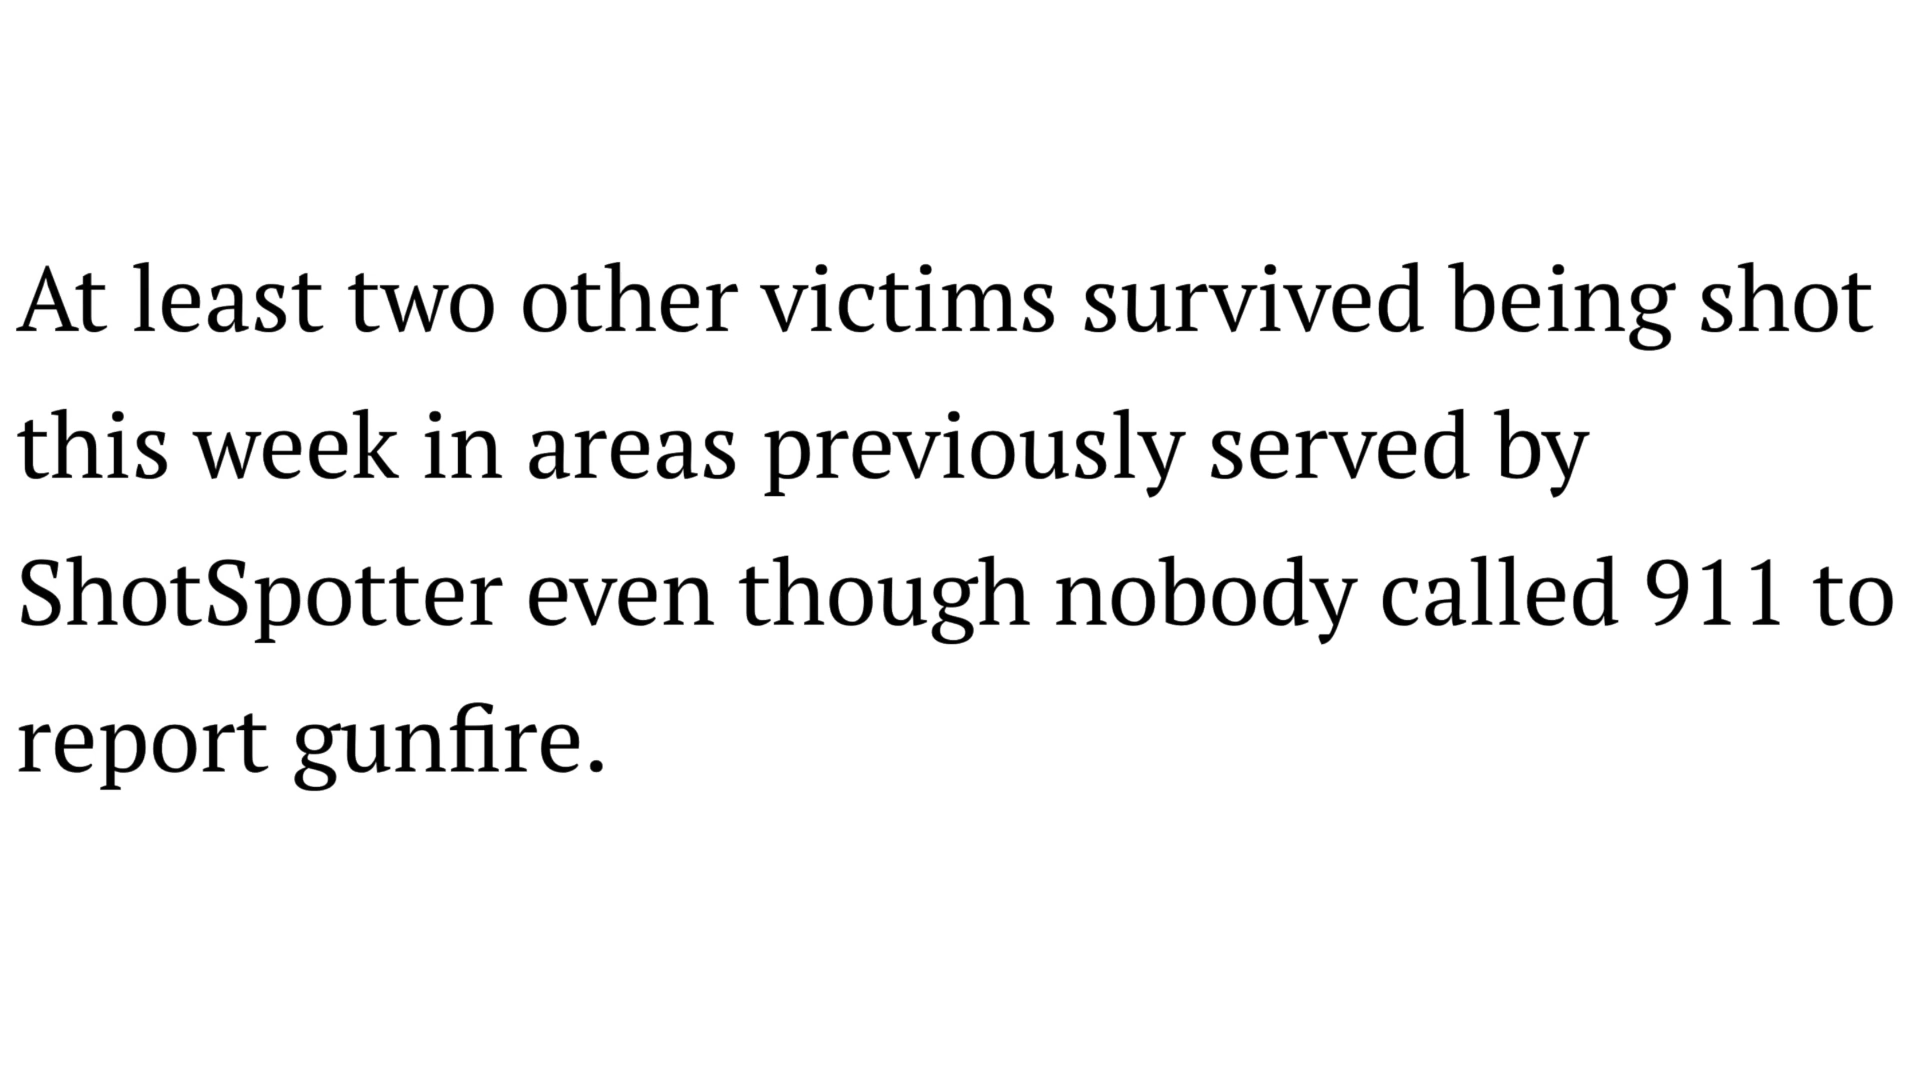 At least two other victims survived being shot
this week in areas previously served by
ShotSpotter even though nobody called 911 to
report gunfire.